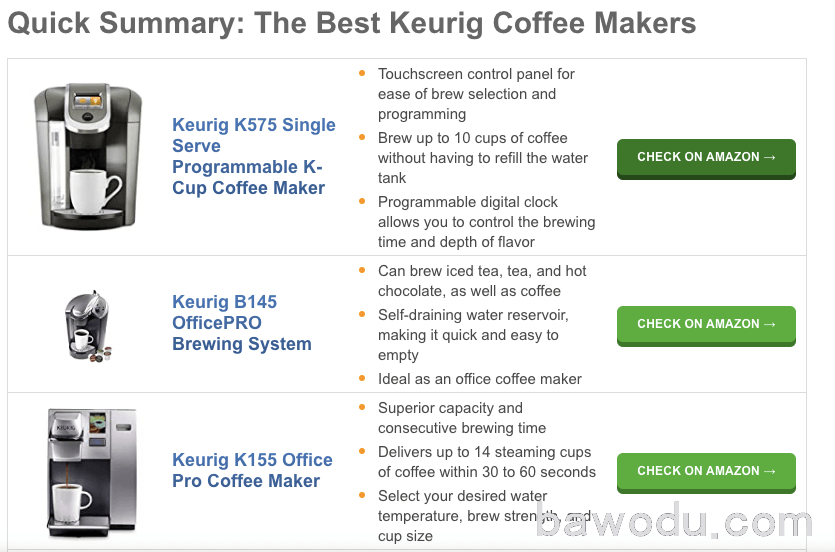 Quick Summary: The Best Keurig Coffee Makers
Keurig K575 Single
Serve
Programmable K-
Cup Coffee Maker
Touchscreen control panel for
ease of brew selection and
programming
Brew up to 10 cups of coffee
without having to refill the water
tank
Programmable digital clock
allows you to control the brewing
time and depth of flavor
CHECK ON AMAZON →
Keurig B145
OfficePRO
Brewing System
Can brew iced tea, tea, and hot
chocolate, as well as coffee
Self-draining water reservoir,
making it quick and easy to
empty
Ideal as an office coffee maker
CHECK ON AMAZON →
KEURIG
Keurig K155 Office
Pro Coffee Maker
Superior capacity and
consecutive brewing time
Delivers up to 14 steaming cups
of coffee within 30 to 60 seconds
Select your desired water
temperature, brew strength, and
cup size
CHECK ON AMAZON →
bawodu.com